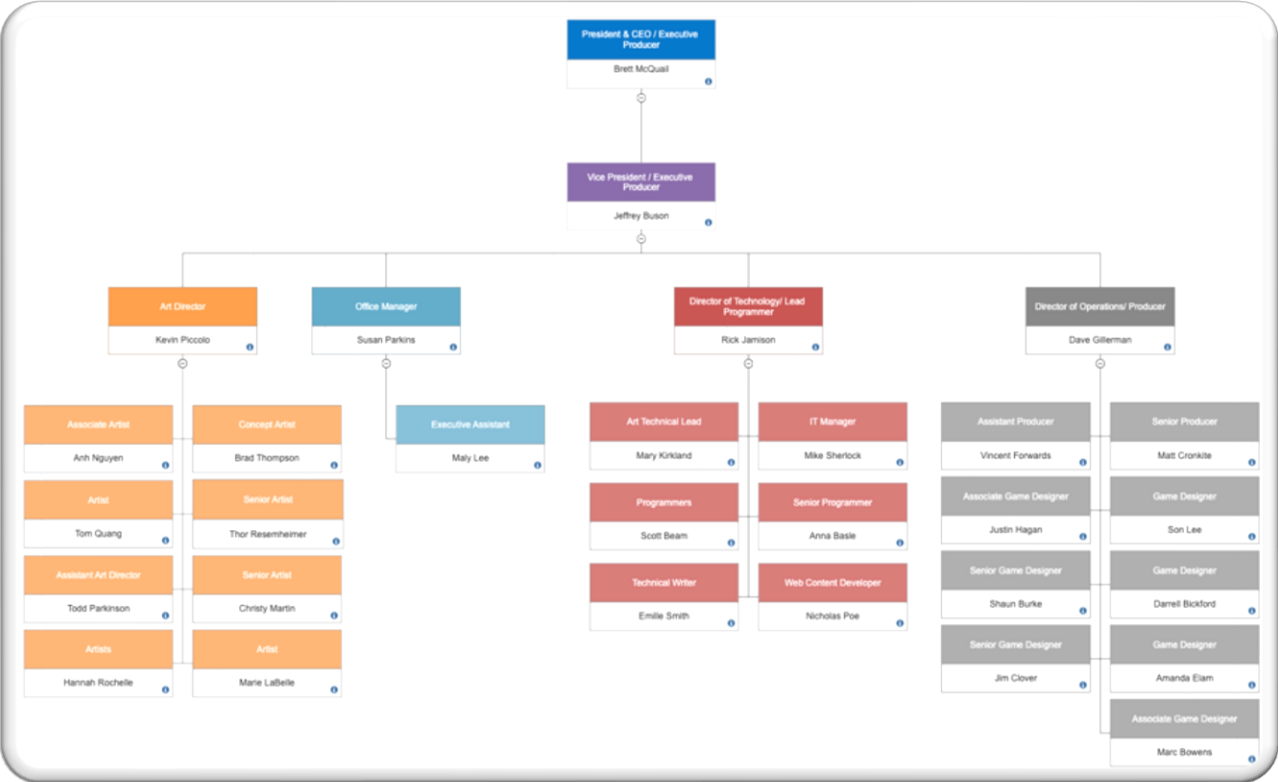 President & CEO / Executive
Producer
Brett McQuail
Vice President / Executive
Producer
Jeffrey Buson
Art Director
Kevin Piccolo
Office Manager
Susan Parkins
Director of Technology/ Lead
Programmer
Rick Jamison
Director of Operations/ Producer
Dave Gillerman
Associate Artist
Anh Nguyen
Concept Artist
Brad Thompson
Artist
Tom Quang
Senior Artist
Thor Resemheimer
Assistant Art Director
Todd Parkinson
Senior Artist
Christy Martin
Artists
Hannah Rochelle
Artist
Marie LaBelle
Executive Assistant
Maly Lee
Art Technical Lead
Mary Kirkland
IT Manager
Mike Sherlock
Programmers
Scott Beam
Senior Programmer
Anna Basle
Technical Writer
Emille Smith
Web Content Developer
Nicholas Poe
Assistant Producer
Vincent Forwards
Senior Producer
Matt Cronkite
Associate Game Designer
Justin Hagan
Game Designer
Son Lee
Senior Game Designer
Shaun Burke
Game Designer
Darrell Bickford
Senior Game Designer
Jim Clover
Game Designer
Amanda Elam
Associate Game Designer
Marc Bowens